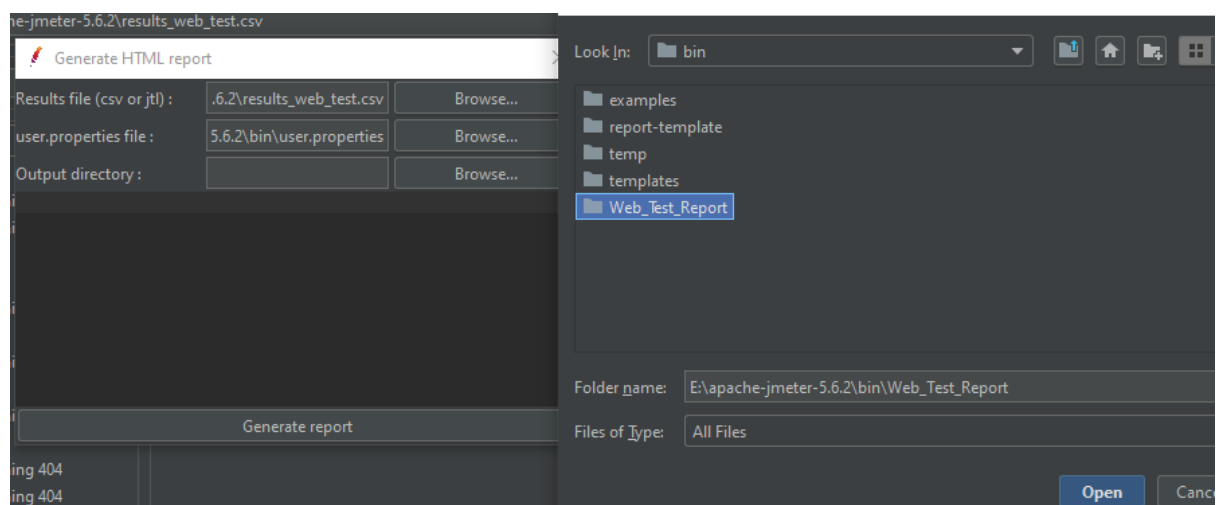 he-jmeter-5.6.2\results_web_test.csv
Generate HTML report
Results file (csv or jtl) :
.6.2\results_web_test.csv
Browse...
user.properties file :
5.6.2\bin\user.properties
Browse...
Output directory :
Browse...
Generate report
ing 404
ing 404
Look In:
bin
examples
report-template
temp
templates
Web_Test_Report
Folder name:
E:\apache-jmeter-5.6.2\bin\Web_Test_Report
Files of Type:
All Files
Open
Cance